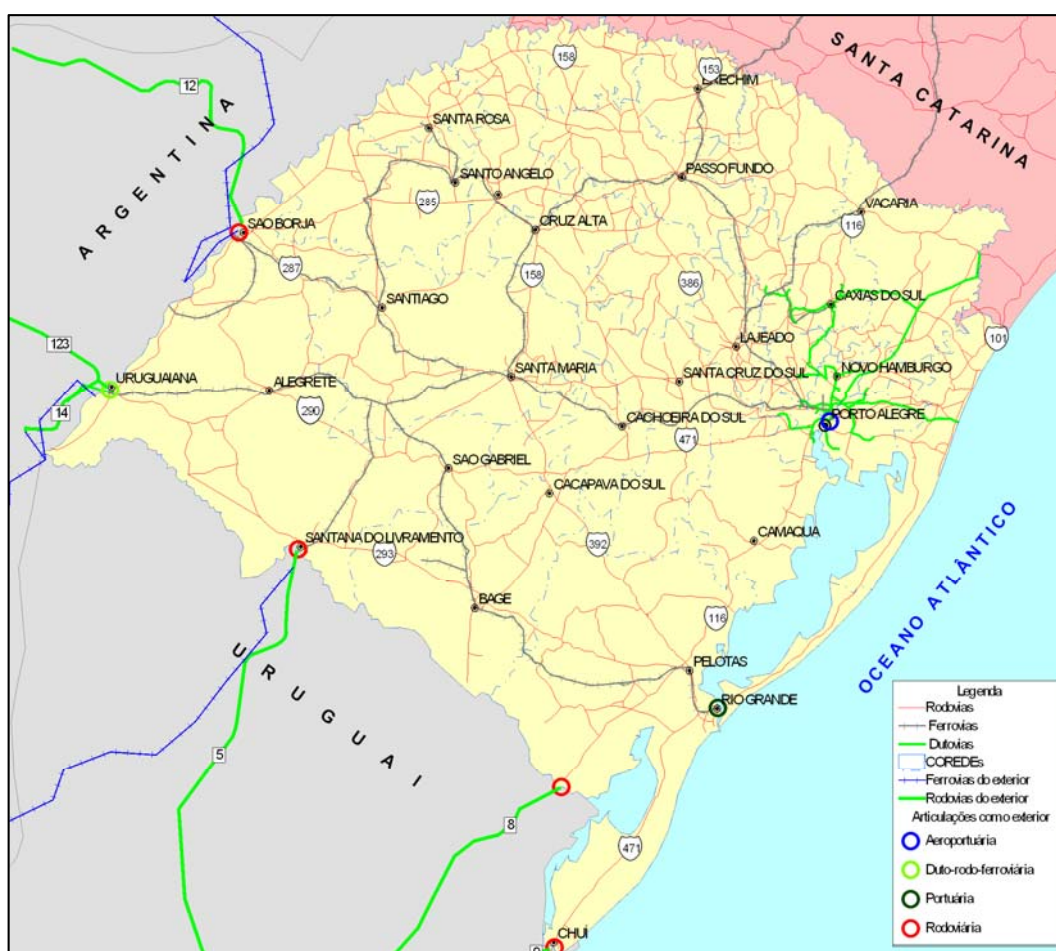 SANTA CATARINA
ARGENTINA
158
153
12
ERECHIM
SANTA ROSA
PASSO FUNDO
SANTO ANGELO
285
VACARIA
CRUZ ALTA
116
SAO BORJA
287
158
386
SANTIAGO
CAXIAS DO SUL
101
123
LAJEADO
URUGUAIANA
ALEGRETE
SANTA MARIA
SANTA CRUZ DO SUL
NOVO HAMBURGO
14
290
CACHOEIRA DO SUL
PORTO ALEGRE
471
SAO GABRIEL
CACAPAVA DO SUL
SANTANA DO LIVRAMENTO
293
392
CAMAQUA
OCEANO ATLÂNTICO
BAGE
116
URUGUAI
PELOTAS
RIO GRANDE
5
8
471
CHUÍ
9
Legenda
Rodovias
Ferrovias
Dutovias
COREDEs
Ferrovias do exterior
Rodovias do exterior
Articulações com o exterior
Aeroportuária
Duto-rodo-ferroviária
Portuária
Rodoviária